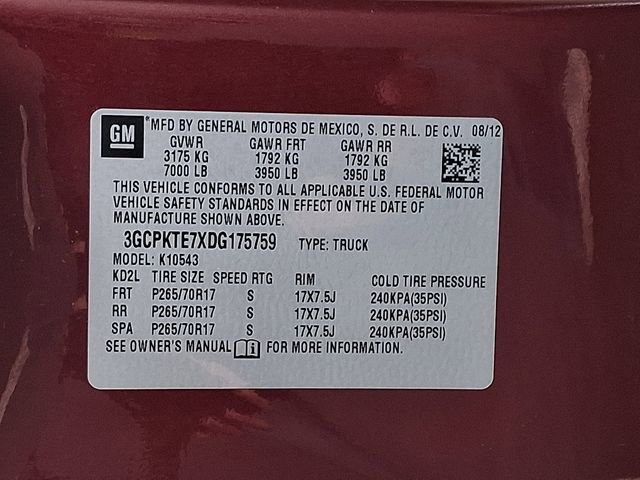 GM ® MFD BY GENERAL MOTORS DE MEXICO, S. DE R.L. DE C.V. 08/12
GVWR GAWR FRT GAWR RR
3175 KG 1792 KG 1792 KG
7000 LB 3950 LB 3950 LB
THIS VEHICLE CONFORMS TO ALL APPLICABLE U.S. FEDERAL MOTOR
VEHICLE SAFETY STANDARDS IN EFFECT ON THE DATE OF
MANUFACTURE SHOWN ABOVE.
3GCPKTE7XDG175759 TYPE: TRUCK
MODEL: K10543
KD2L TIRE SIZE SPEED RTG RIM COLD TIRE PRESSURE
FRT P265/70R17 S 17X7.5J 240KPA(35PSI)
RR P265/70R17 S 17X7.5J 240KPA(35PSI)
SPA P265/70R17 S 17X7.5J 240KPA(35PSI)
SEE OWNER'S MANUAL FOR MORE INFORMATION.